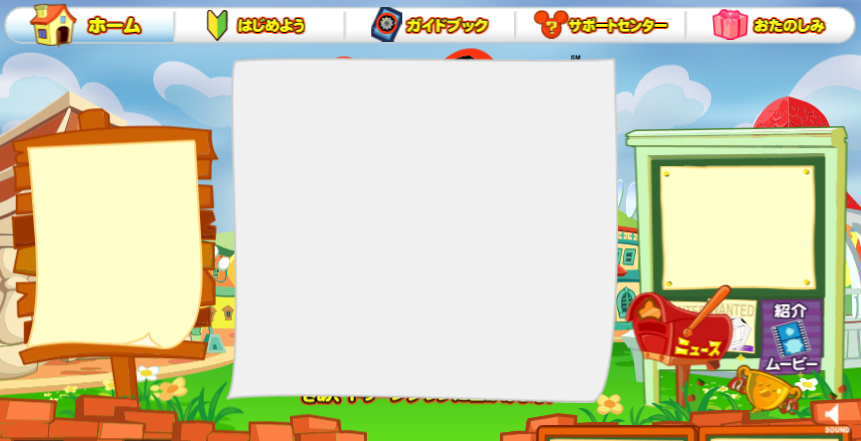 ホーム
はじめよう
ガイドブック
サポートセンター
?
おたのしみ
SM
WANTED
紹介
ムービー
ニュース
SOUND